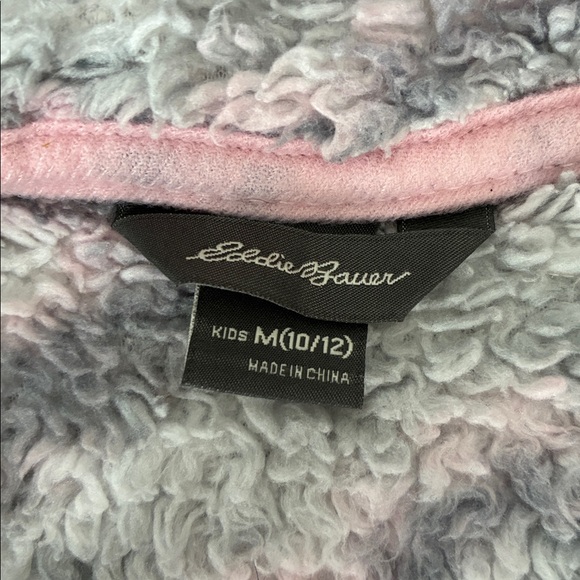 Eddie Bauer
KIDS M(10/12)
MADE IN CHINA